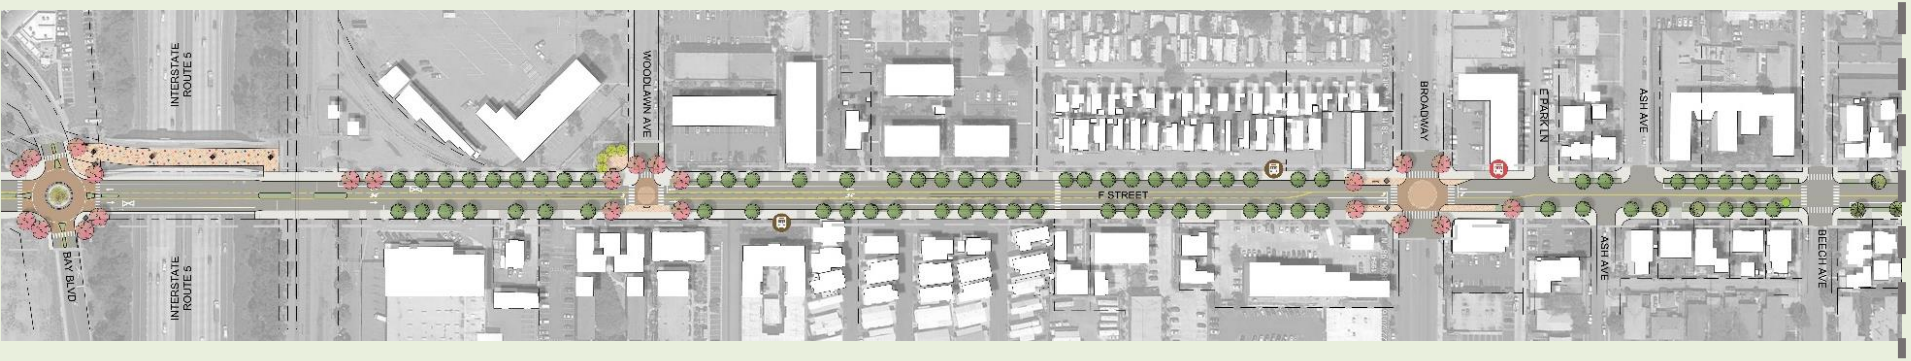 INTERSTATE
ROUTE 5
WOODLAWN AVE
BROADWAY
E PARK LN
ASH AVE
F STREET
BAY BLVD
INTERSTATE
ROUTE 5
ASH AVE
BEECH AVE